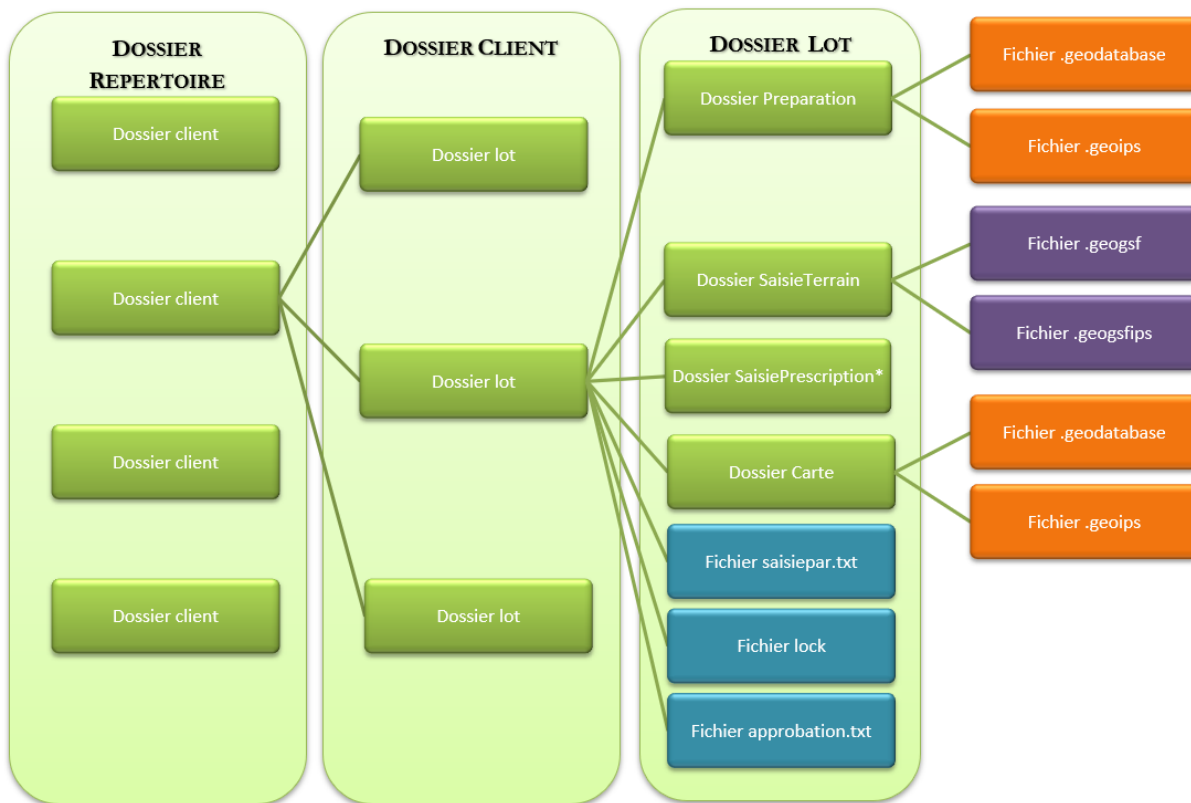 DOSSIER
REPERTOIRE
Dossier client
Dossier client
Dossier client
Dossier client
DOSSIER CLIENT
Dossier lot
Dossier lot
Dossier lot
DOSSIER LOT
Dossier Preparation
Dossier SaisieTerrain
Dossier SaisiePrescription*
Dossier Carte
Fichier saisiepar.txt
Fichier lock
Fichier approbation.txt
Fichier .geodatabase
Fichier .geoips
Fichier .geogsf
Fichier .geogsfips
Fichier .geodatabase
Fichier .geoips